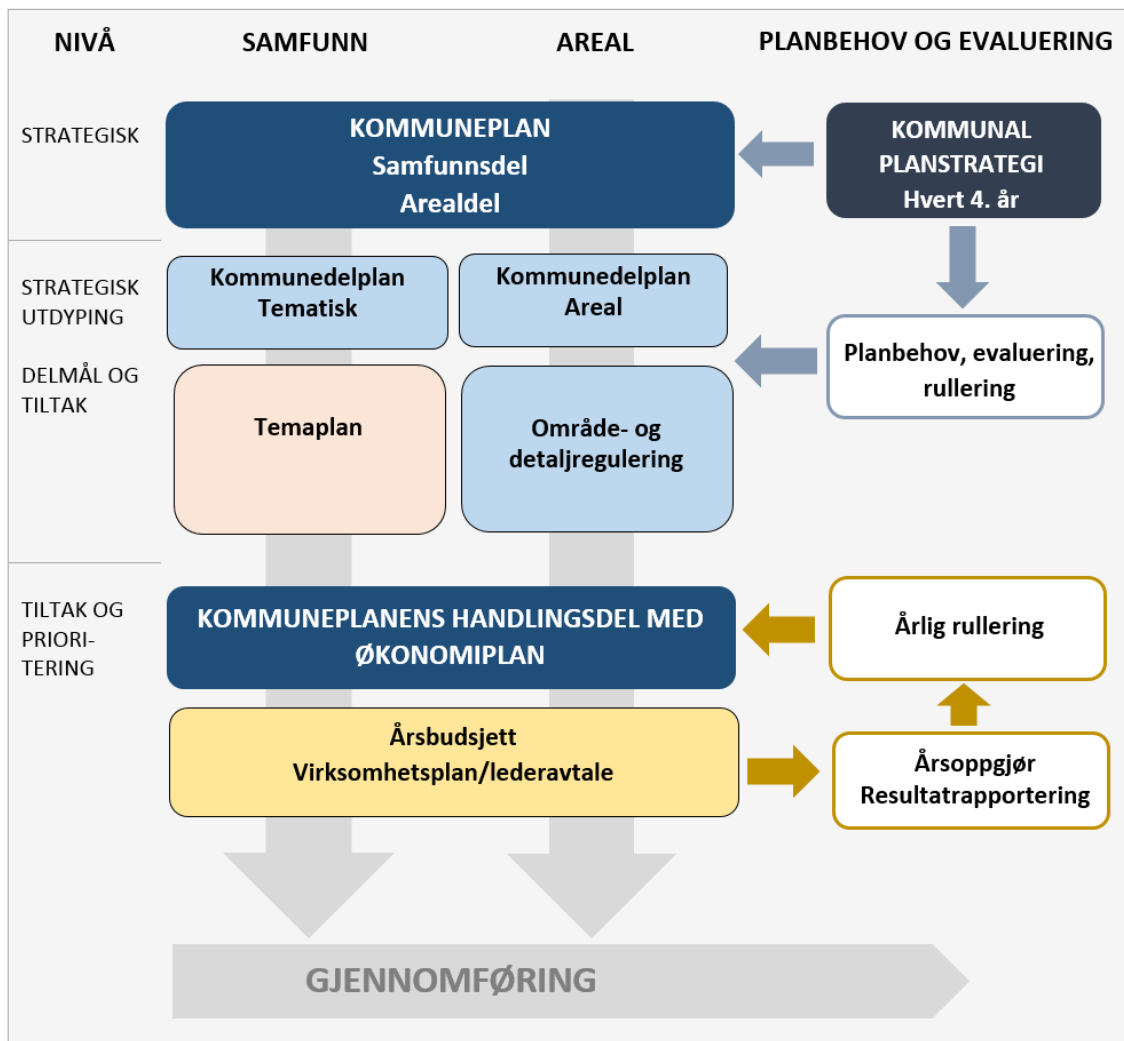 NIVÅ
SAMFUNN
AREAL
PLANBEHOV OG EVALUERING
STRATEGISK
KOMMUNEPLAN
Samfunnsdel
Arealdel
KOMMUNAL
PLANSTRATEGI
Hvert 4. år
STRATEGISK
UTDYPING
Kommunedelplan
Tematisk
Kommunedelplan
Areal
Planbehov, evaluering,
rullering
DELMÅL OG
TILTAK
Temaplan
Område- og
detaljregulering
TILTAK OG
PRIORI-
TERING
KOMMUNEPLANENS HANDLINGSDEL MED
ØKONOMIPLAN
Årlig rullering
Årsbudsjett
Virksomhetsplan/lederavtale
Årsoppgjør
Resultatrapportering
GJENNOMFØRING